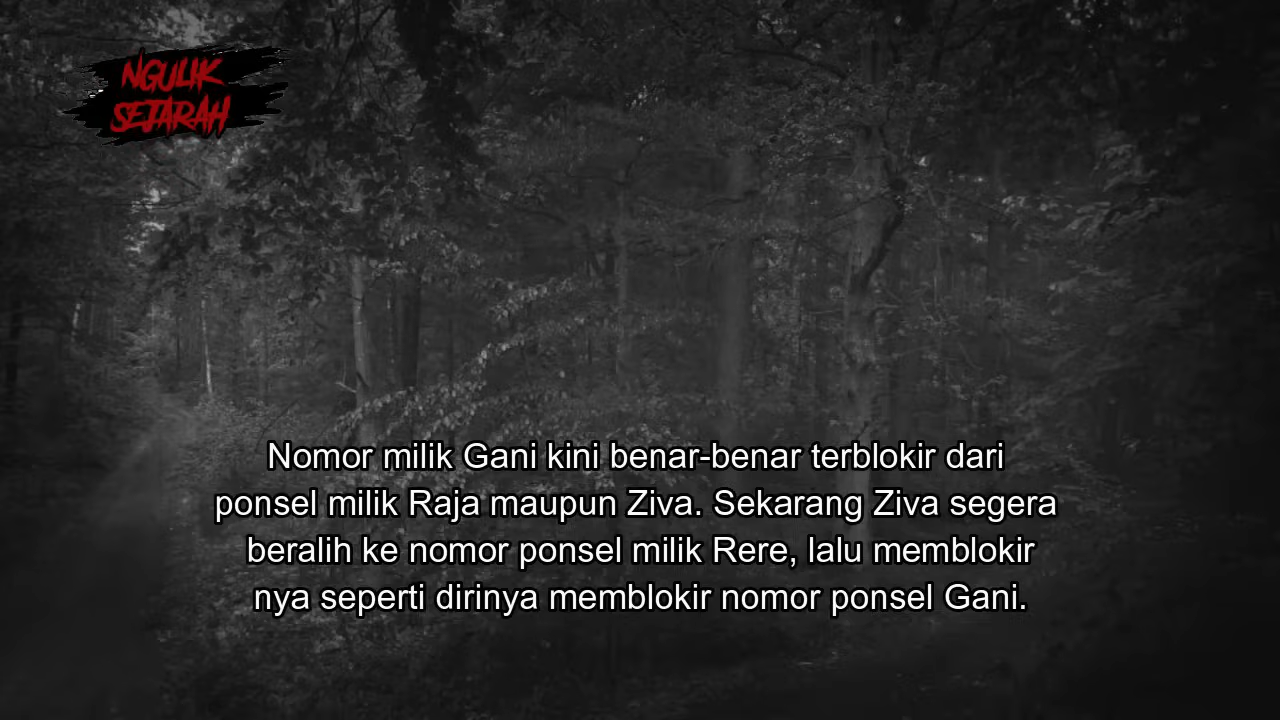 NGULIK
SEJARAH
Nomor milik Gani kini benar-benar terblokir dari
ponsel milik Raja maupun Ziva. Sekarang Ziva segera
beralih ke nomor ponsel milik Rere, lalu memblokir
nya seperti dirinya memblokir nomor ponsel Gani.